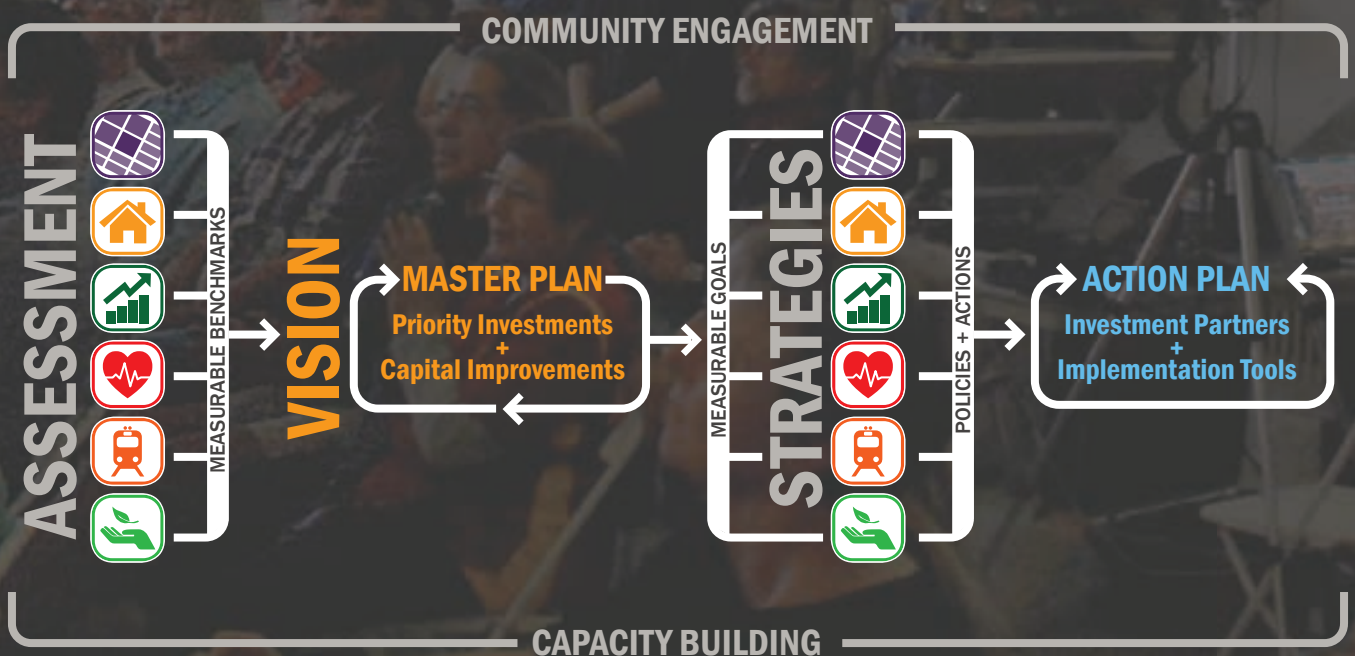 COMMUNITY ENGAGEMENT
ASSESSMENT
MEASURABLE BENCHMARKS
VISION
MASTER PLAN
Priority Investments
+
Capital Improvements
MEASURABLE GOALS
STRATEGIES
POLICIES + ACTIONS
ACTION PLAN
Investment Partners
+
Implementation Tools
CAPACITY BUILDING